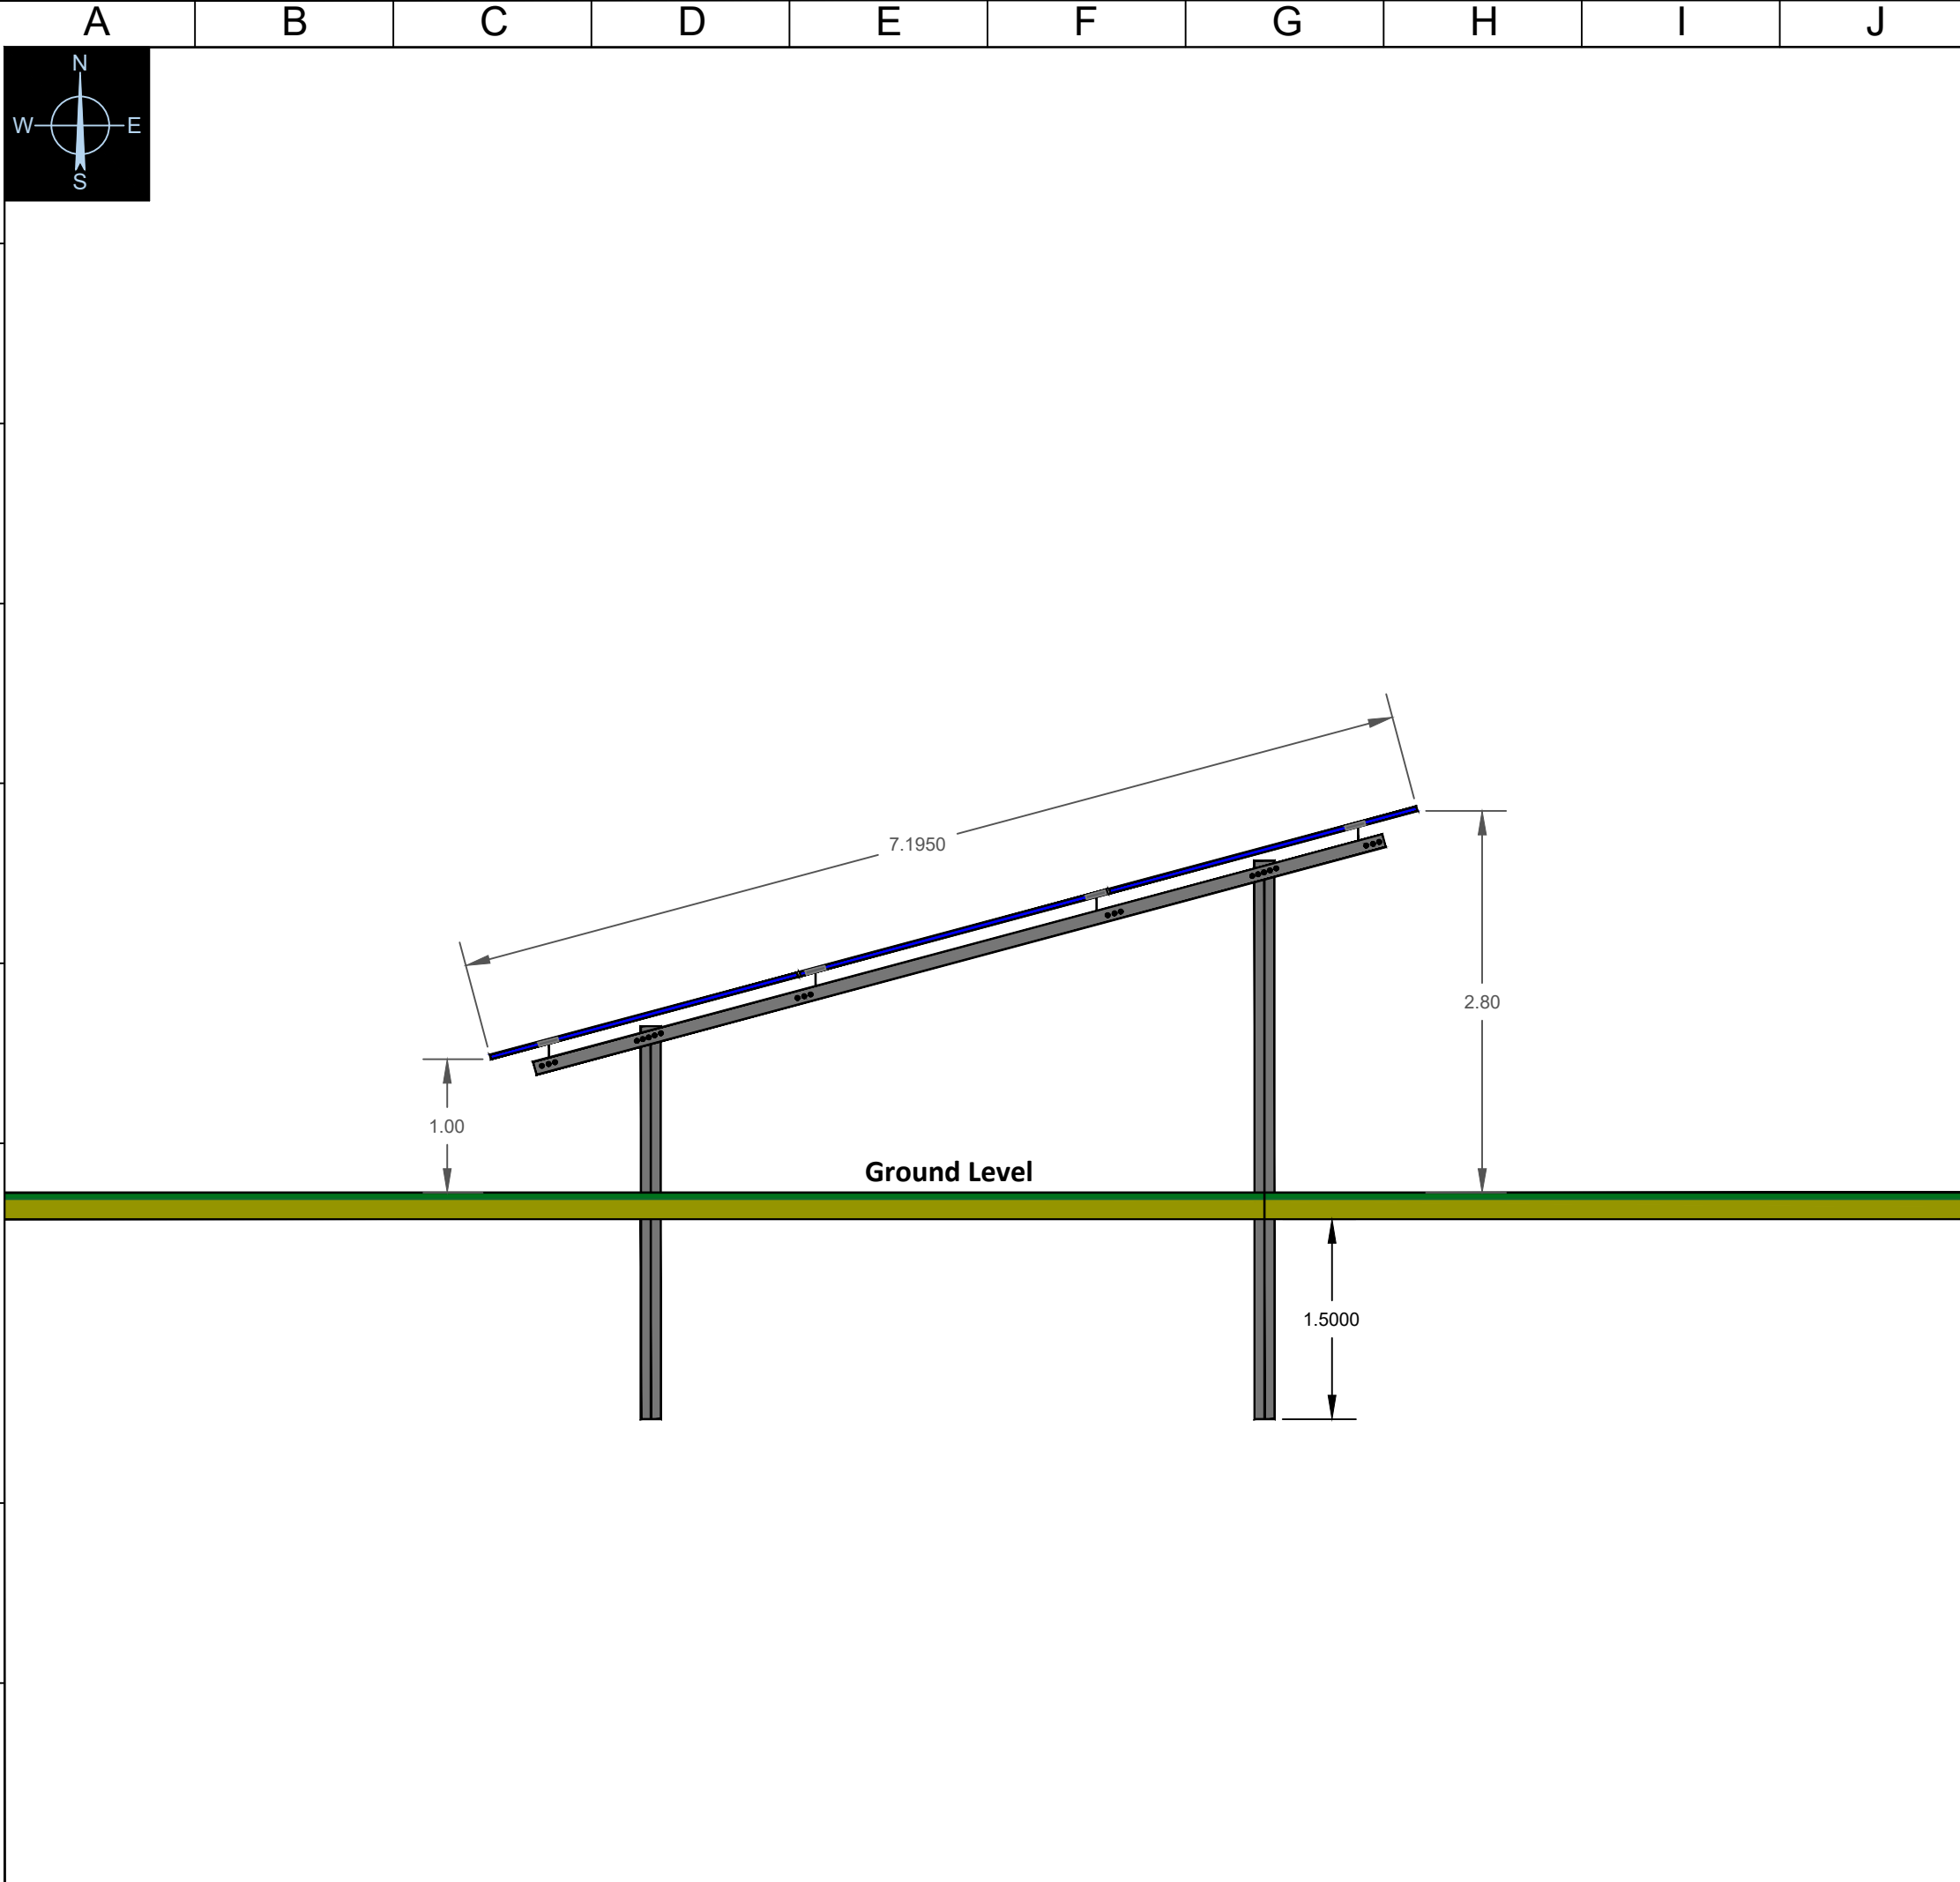 A B C D E F G H I J
N
W E
S
7.1950
2.80
1.00
Ground Level
1.5000